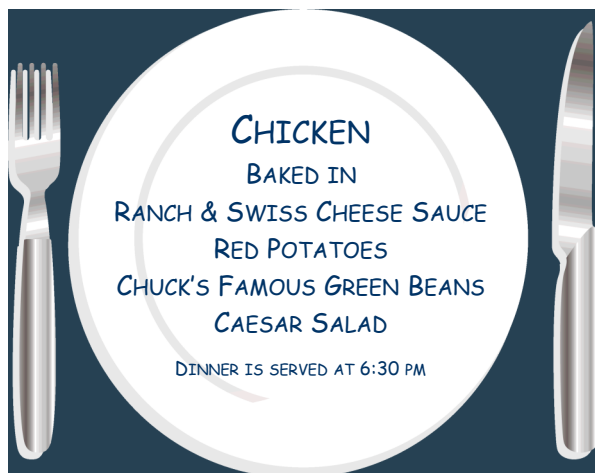 Chicken
Baked in
Ranch & Swiss Cheese Sauce
Red Potatoes
Chuck's Famous Green Beans
Caesar Salad
Dinner is served at 6:30 pm